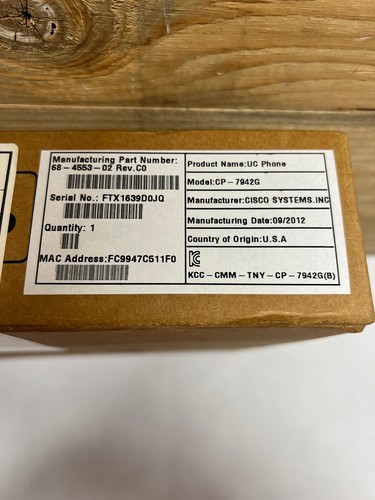 Manufacturing Part Number:
68-4553-02 Rev.C0
Serial No.: FTX1639D0JQ
Quantity: 1
MAC Address:FC9947C511F0
Product Name:UC Phone
Model:CP-7942G
Manufacturer:CISCO SYSTEMS.INC
Manufacturing Date:09/2012
Country of Origin:U.S.A
KCC-CMM-TNY-CP-7942G(B)